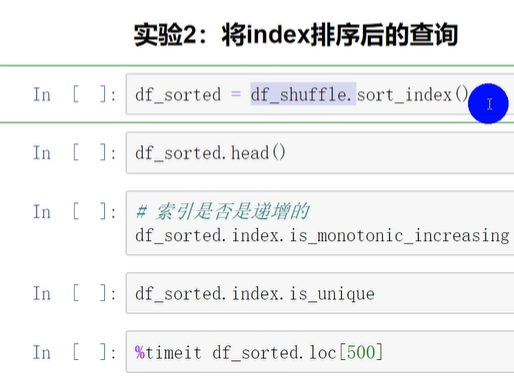 实验2：将index排序后的查询
In [ ]: df_sorted = df_shuffle.sort_index()
In [ ]: df_sorted.head()
In [ ]: # 索引是否是递增的
df_sorted.index.is_monotonic_increasing
In [ ]: df_sorted.index.is_unique
In [ ]: %timeit df_sorted.loc[500]